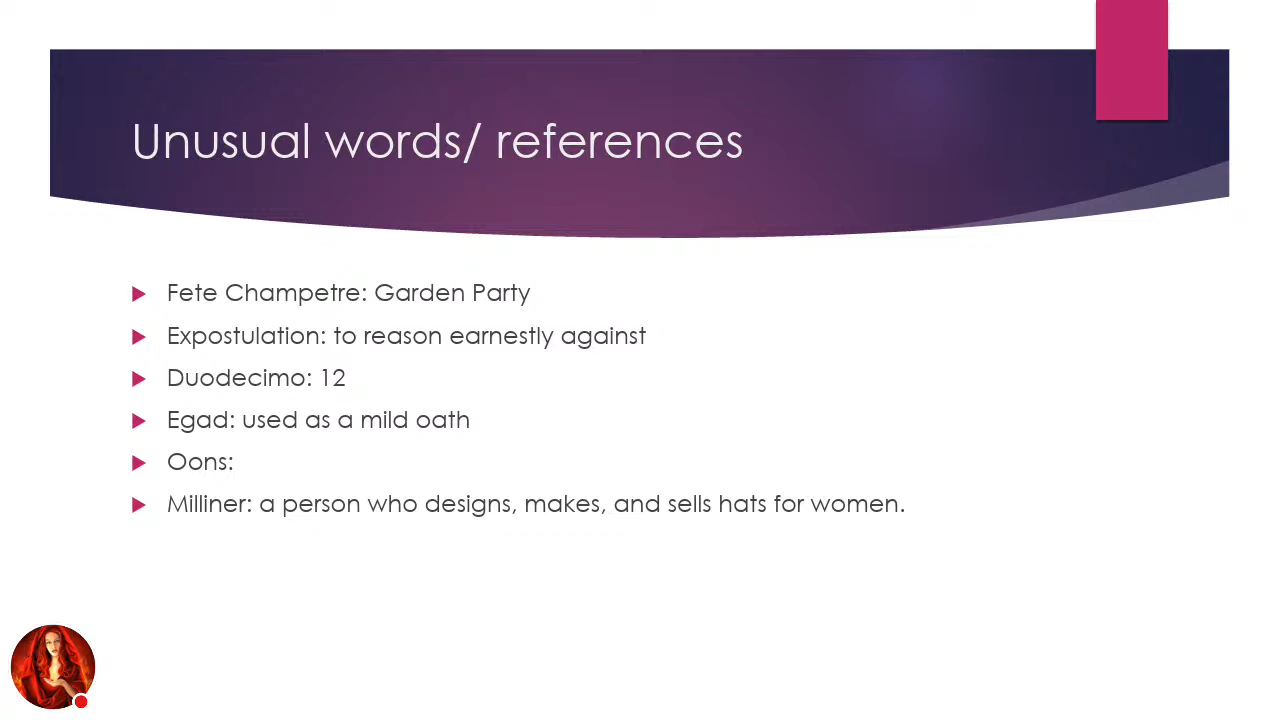 Unusual words/ references
Fete Champetre: Garden Party
Expostulation: to reason earnestly against
Duodecimo: 12
Egad: used as a mild oath
Oons:
Milliner: a person who designs, makes, and sells hats for women.